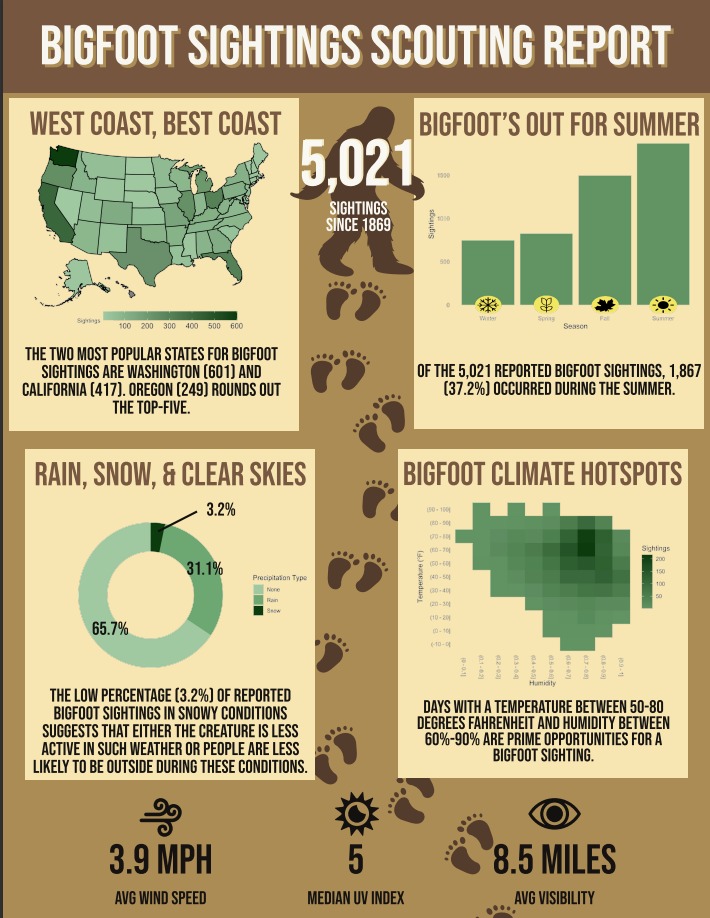 BIGFOOT SIGHTINGS SCOUTING REPORT
WEST COAST, BEST COAST
Sightings
100 200 300 400 500 600
THE TWO MOST POPULAR STATES FOR BIGFOOT
SIGHTINGS ARE WASHINGTON (601) AND
CALIFORNIA (417). OREGON (249) ROUNDS OUT
THE TOP-FIVE.
5,021
SIGHTINGS
SINCE 1869
BIGFOOT'S OUT FOR SUMMER
Sightings
1500
1000
500
0
Winter Spring Fall Summer
Season
OF THE 5,021 REPORTED BIGFOOT SIGHTINGS, 1,867
(37.2%) OCCURRED DURING THE SUMMER.
RAIN, SNOW, & CLEAR SKIES
3.2%
31.1%
65.7%
Precipitation Type
None
Rain
Snow
THE LOW PERCENTAGE (3.2%) OF REPORTED
BIGFOOT SIGHTINGS IN SNOWY CONDITIONS
SUGGESTS THAT EITHER THE CREATURE IS LESS
ACTIVE IN SUCH WEATHER OR PEOPLE ARE LESS
LIKELY TO BE OUTSIDE DURING THESE CONDITIONS.
BIGFOOT CLIMATE HOTSPOTS
Temperature (°F)
(90 - 100]
(80 - 90]
(70 - 80]
(60 - 70]
(50 - 60]
(40 - 50]
(30 - 40]
(20 - 30]
(10 - 20]
(0 - 10]
(-10 - 0]
Humidity
Sightings
200
150
100
50
DAYS WITH A TEMPERATURE BETWEEN 50-80
DEGREES FAHRENHEIT AND HUMIDITY BETWEEN
60%-90% ARE PRIME OPPORTUNITIES FOR A
BIGFOOT SIGHTING.
3.9 MPH
AVG WIND SPEED
5
MEDIAN UV INDEX
8.5 MILES
AVG VISIBILITY